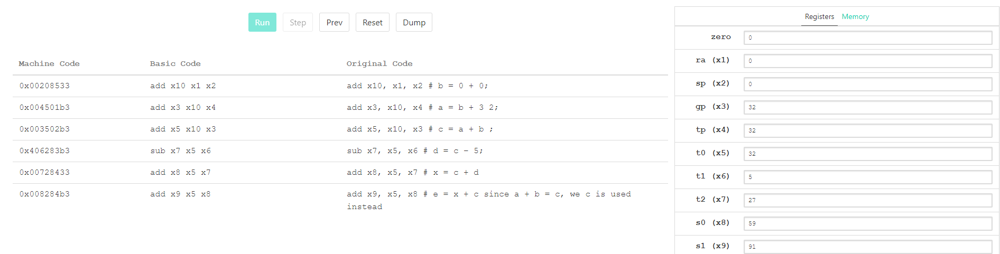 Run Step Prev Reset Dump
Machine Code Basic Code Original Code
0x00208533 add x10 x1 x2 add x10, x1, x2 # b = 0 + 0;
0x004501b3 add x3 x10 x4 add x3, x10, x4 # a = b + 3 2;
0x003502b3 add x5 x10 x3 add x5, x10, x3 # c = a + b ;
0x406283b3 sub x7 x5 x6 sub x7, x5, x6 # d = c - 5;
0x00728433 add x8 x5 x7 add x8, x5, x7 # x = c + d
0x008284b3 add x9 x5 x8 add x9, x5, x8 # e = x + c since a + b = c, we c is used
instead
Registers Memory
zero 0
ra (x1) 0
sp (x2) 0
gp (x3) 32
tp (x4) 32
t0 (x5) 32
t1 (x6) 5
t2 (x7) 27
s0 (x8) 59
s1 (x9) 91